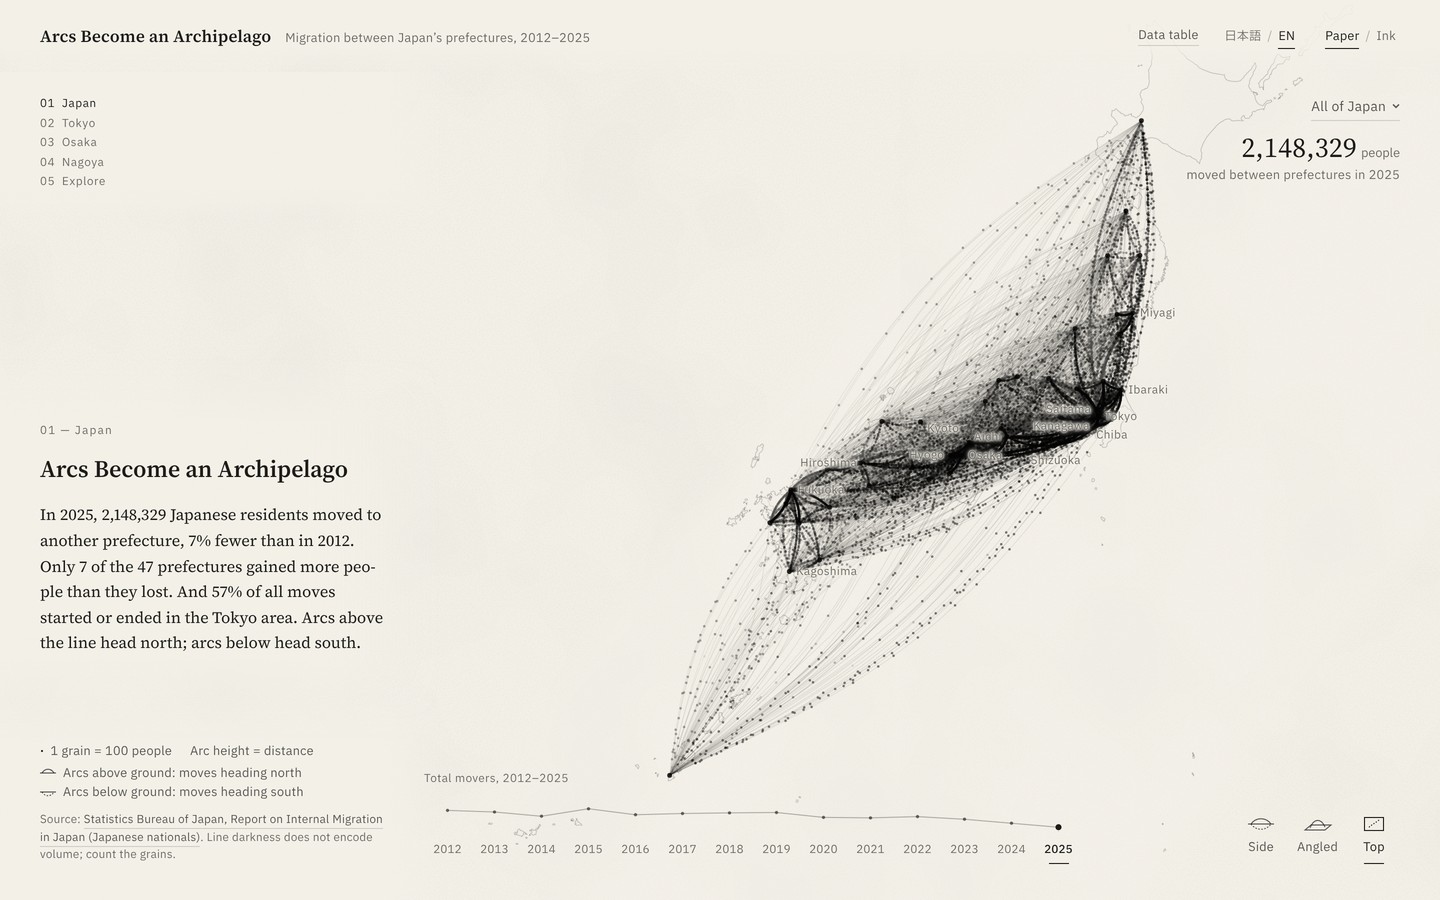 Arcs Become an Archipelago
Migration between Japan's prefectures, 2012–2025
Data table
日本語 / EN
Paper / Ink
01 Japan
02 Tokyo
03 Osaka
04 Nagoya
05 Explore
All of Japan
2,148,329 people
moved between prefectures in 2025
Miyagi
Ibaraki
Saitama
Tokyo
Kanagawa
Chiba
Kyoto
Aichi
Hyogo
Osaka
Shizuoka
Hiroshima
Fukuoka
Kagoshima
01 — Japan
Arcs Become an Archipelago
In 2025, 2,148,329 Japanese residents moved to
another prefecture, 7% fewer than in 2012.
Only 7 of the 47 prefectures gained more peo-
ple than they lost. And 57% of all moves
started or ended in the Tokyo area. Arcs above
the line head north; arcs below head south.
· 1 grain = 100 people Arc height = distance
Arcs above ground: moves heading north
Arcs below ground: moves heading south
Source: Statistics Bureau of Japan, Report on Internal Migration
in Japan (Japanese nationals). Line darkness does not encode
volume; count the grains.
Total movers, 2012–2025
2012 2013 2014 2015 2016 2017 2018 2019 2020 2021 2022 2023 2024 2025
Side Angled Top